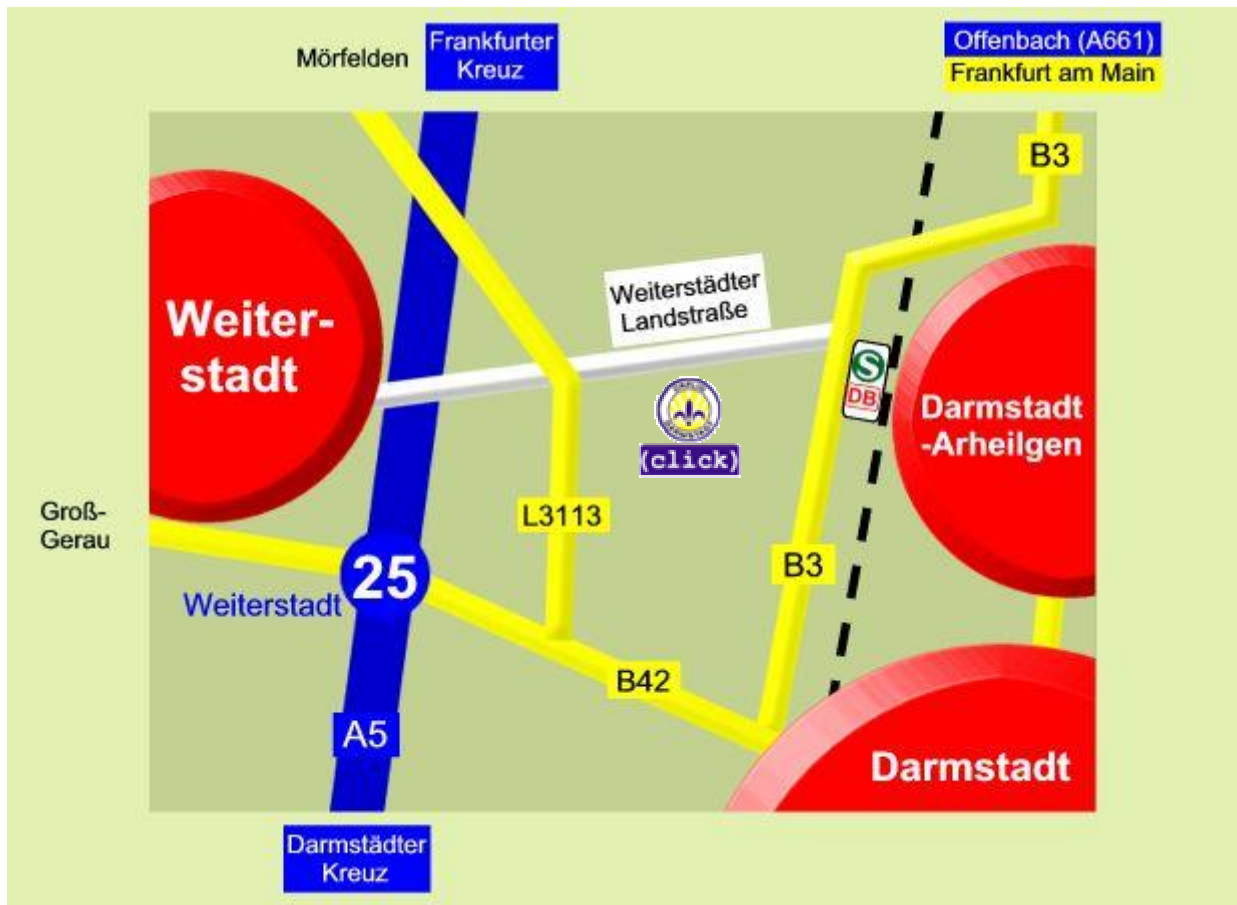 Mörfelden
Frankfurter
Kreuz
Offenbach (A661)
Frankfurt am Main
B3
Weiterstädter
Landstraße
Weiter-
stadt
S
DB
Darmstadt
-Arheilgen
(click)
Groß-
Gerau
L3113
B3
25
Weiterstadt
B42
A5
Darmstadt
Darmstädter
Kreuz